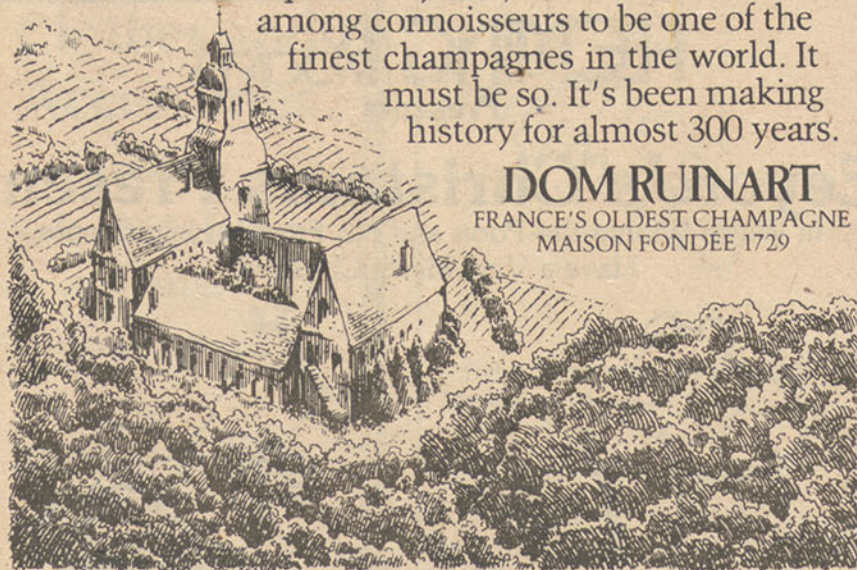 among connoisseurs to be one of the
finest champagnes in the world. It
must be so. It's been making
history for almost 300 years.
DOM RUINART
FRANCE'S OLDEST CHAMPAGNE
MAISON FONDÉE 1729